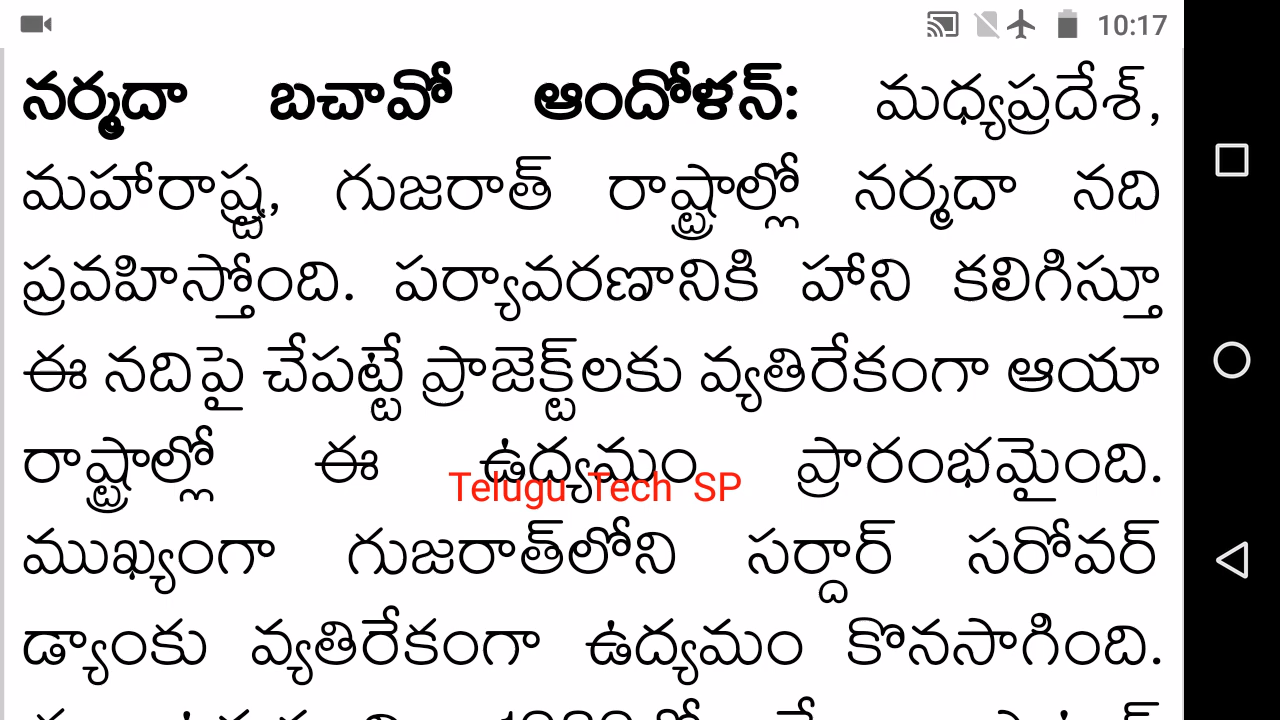 10:17
నర్మదా బచావో ఆందోళన్: మధ్యప్రదేశ్,
మహారాష్ట్ర, గుజరాత్ రాష్ట్రాల్లో నర్మదా నది
ప్రవహిస్తోంది. పర్యావరణానికి హాని కలిగిస్తూ
ఈ నదిపై చేపట్టే ప్రాజెక్ట్‌లకు వ్యతిరేకంగా ఆయా
రాష్ట్రాల్లో ఈ ఉద్యమం ప్రారంభమైంది.
Telugu Tech SP
ముఖ్యంగా గుజరాత్‌లోని సర్దార్ సరోవర్
డ్యాంకు వ్యతిరేకంగా ఉద్యమం కొనసాగింది.